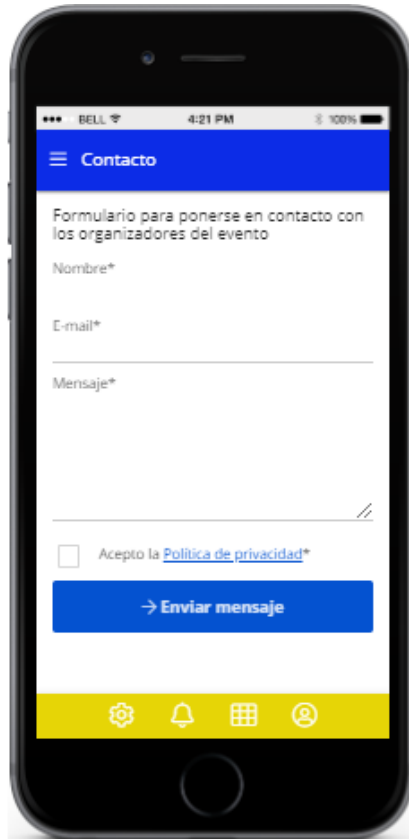 BELL 4:21 PM 100%
Contacto
Formulario para ponerse en contacto con
los organizadores del evento
Nombre*
E-mail*
Mensaje*
Acepto la Política de privacidad*
→ Enviar mensaje